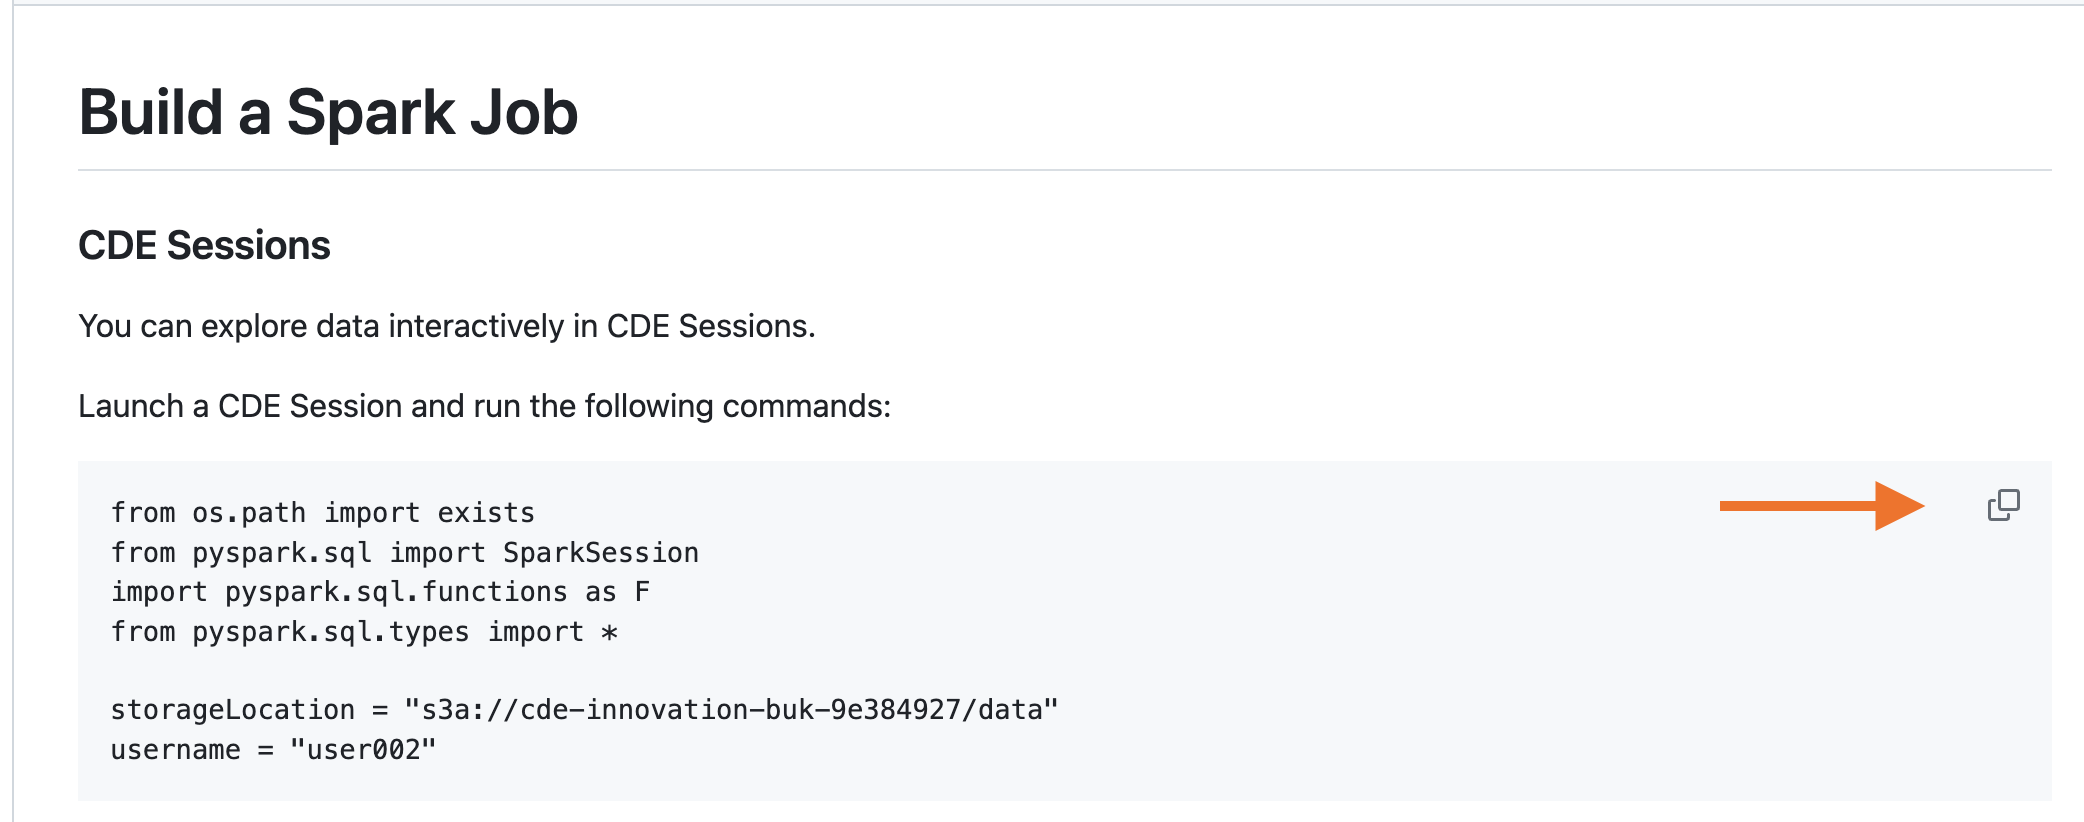 Build a Spark Job
CDE Sessions
You can explore data interactively in CDE Sessions.
Launch a CDE Session and run the following commands:
from os.path import exists
from pyspark.sql import SparkSession
import pyspark.sql.functions as F
from pyspark.sql.types import *
storageLocation = "s3a://cde-innovation-buk-9e384927/data"
username = "user002"